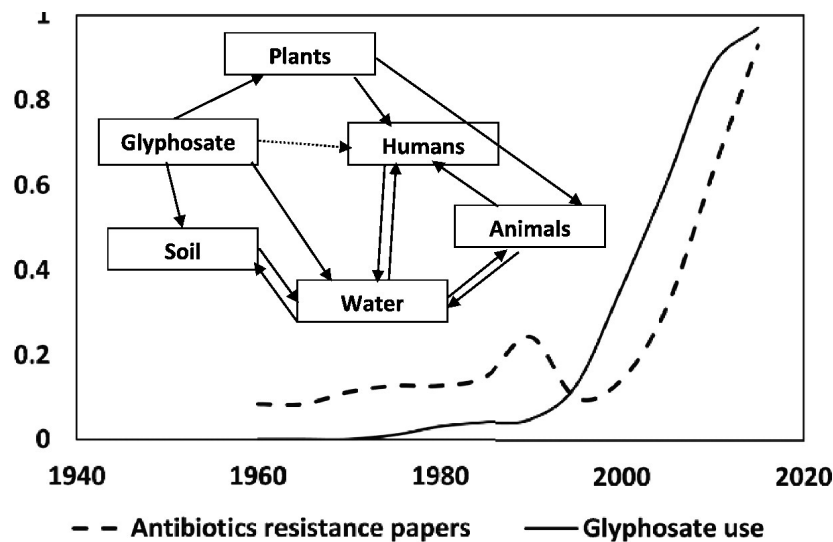 1
Plants
0.8
Glyphosate
Humans
0.6
Animals
Soil
0.4
Water
0.2
0
1940 1960 1980 2000 2020
Antibiotics resistance papers Glyphosate use